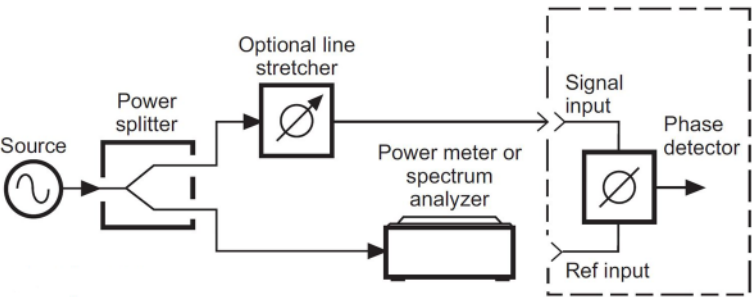 Optional line
stretcher
Power
splitter
Source
Signal
input
Phase
detector
Power meter or
spectrum
analyzer
Ref input